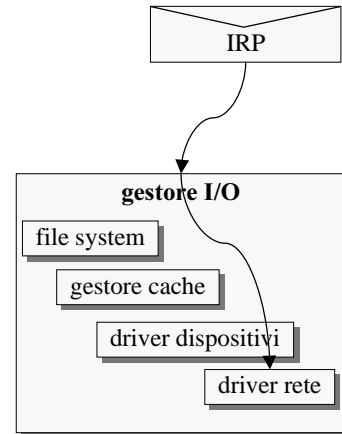 IRP
gestore I/O
file system
gestore cache
driver dispositivi
driver rete